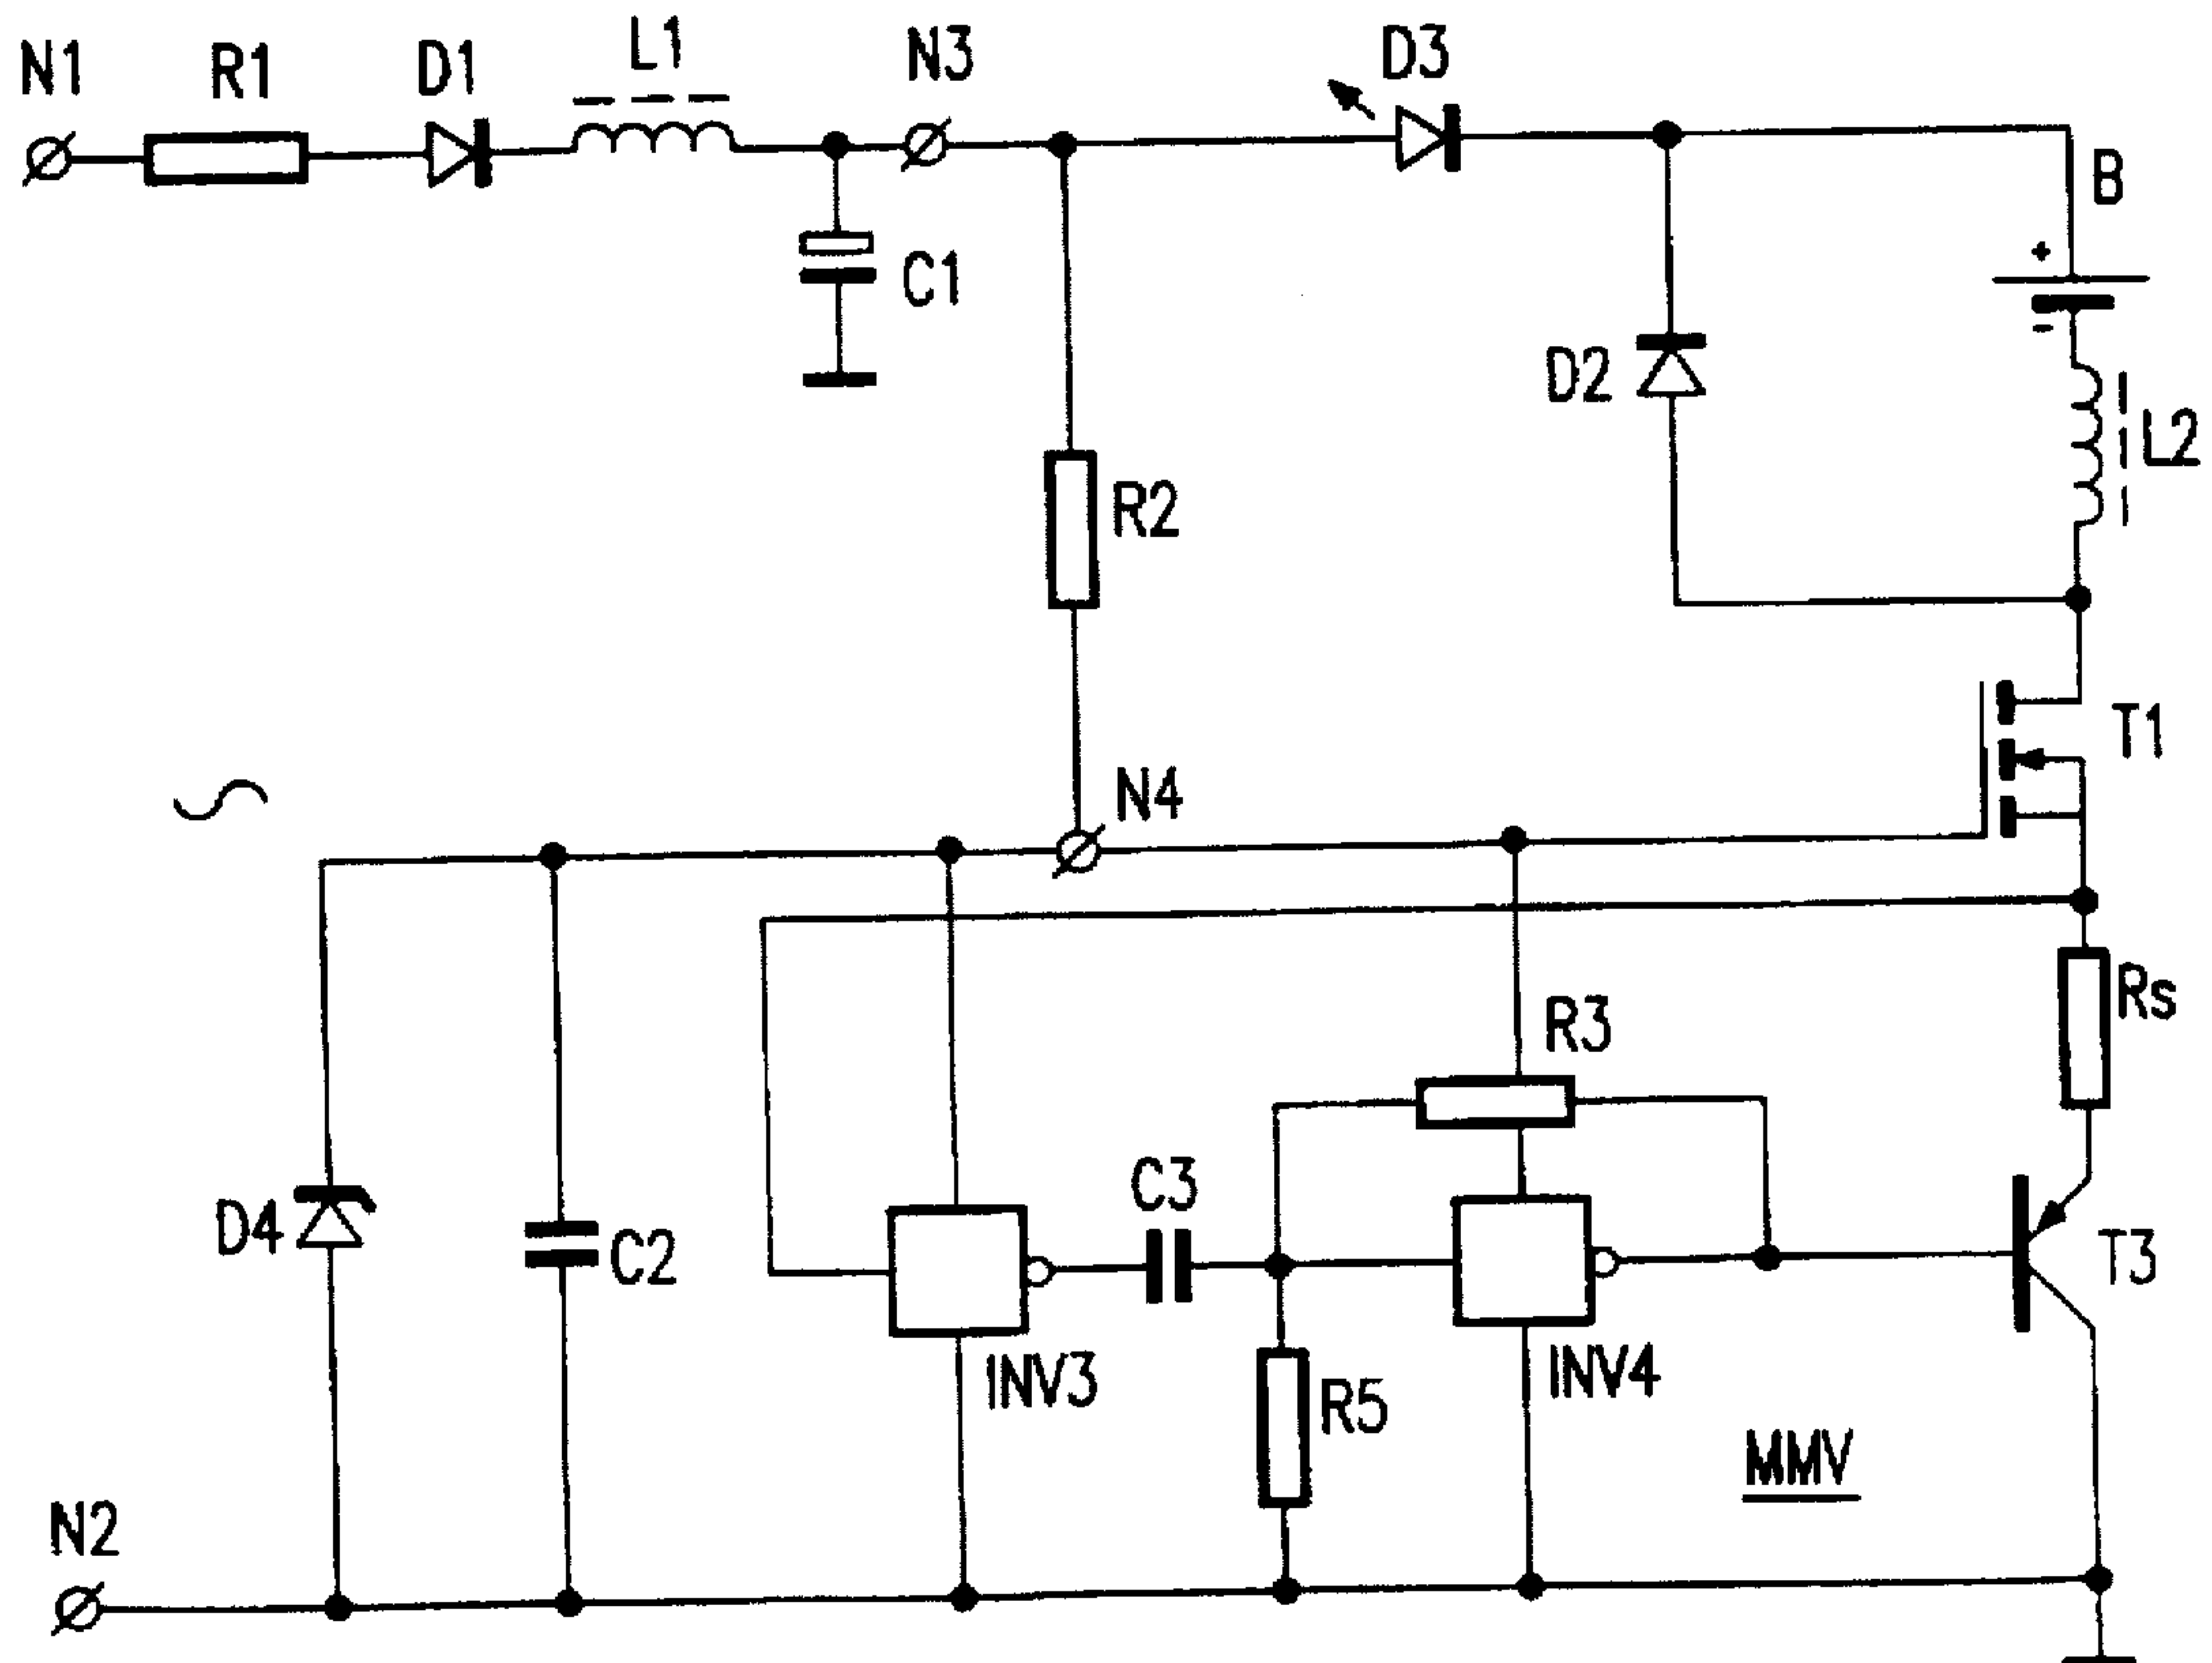 N1
R1
D1
L1
N3
D3
B
+
-
C1
D2
L2
R2
T1
N4
Rs
R3
C3
D4
C2
T3
INV3
INV4
R5
MMV
N2